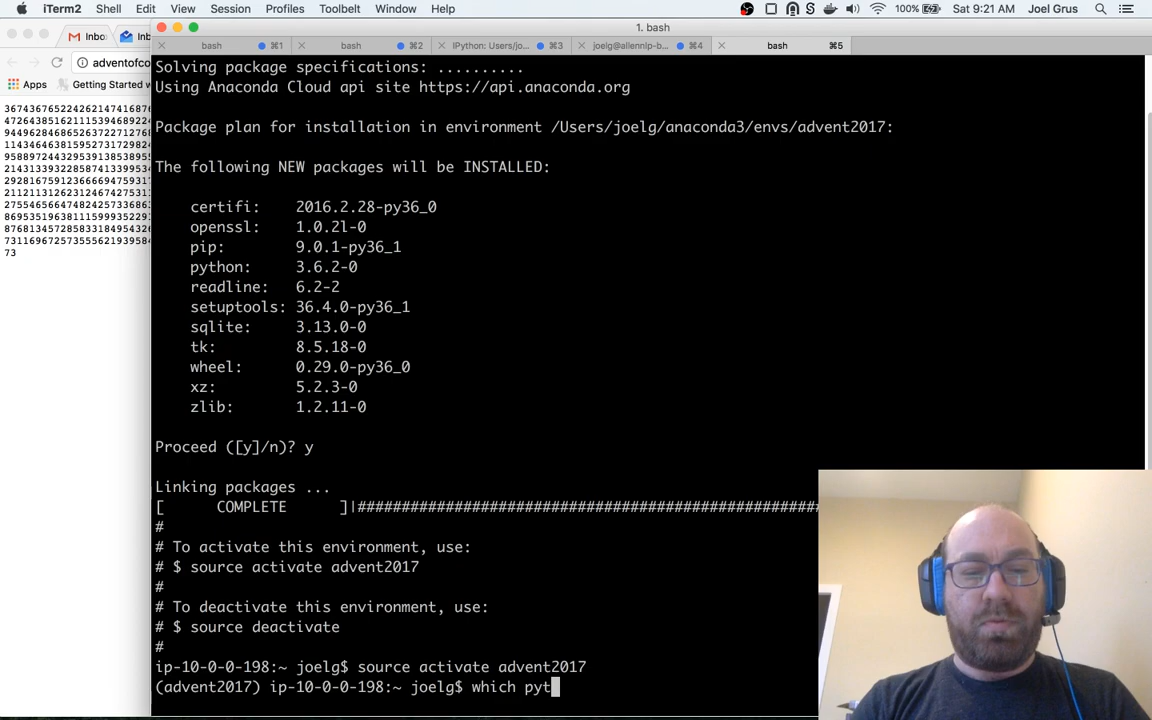 iTerm2 Shell Edit View Session Profiles Toolbelt Window Help 100% Sat 9:21 AM Joel Grus
1. bash
Inbo
Inb
bash ⌘1
bash ⌘2
IPython: Users/jo... ⌘3
joelg@allennlp-b... ⌘4
bash ⌘5
adventofco
Apps Getting Started w
Solving package specifications: ..........
Using Anaconda Cloud api site https://api.anaconda.org
Package plan for installation in environment /Users/joelg/anaconda3/envs/advent2017:
The following NEW packages will be INSTALLED:
certifi: 2016.2.28-py36_0
openssl: 1.0.2l-0
pip: 9.0.1-py36_1
python: 3.6.2-0
readline: 6.2-2
setuptools: 36.4.0-py36_1
sqlite: 3.13.0-0
tk: 8.5.18-0
wheel: 0.29.0-py36_0
xz: 5.2.3-0
zlib: 1.2.11-0
Proceed ([y]/n)? y
Linking packages ...
[ COMPLETE ]|####################################################
#
# To activate this environment, use:
# $ source activate advent2017
#
# To deactivate this environment, use:
# $ source deactivate
#
ip-10-0-0-198:~ joelg$ source activate advent2017
(advent2017) ip-10-0-0-198:~ joelg$ which pyt
73